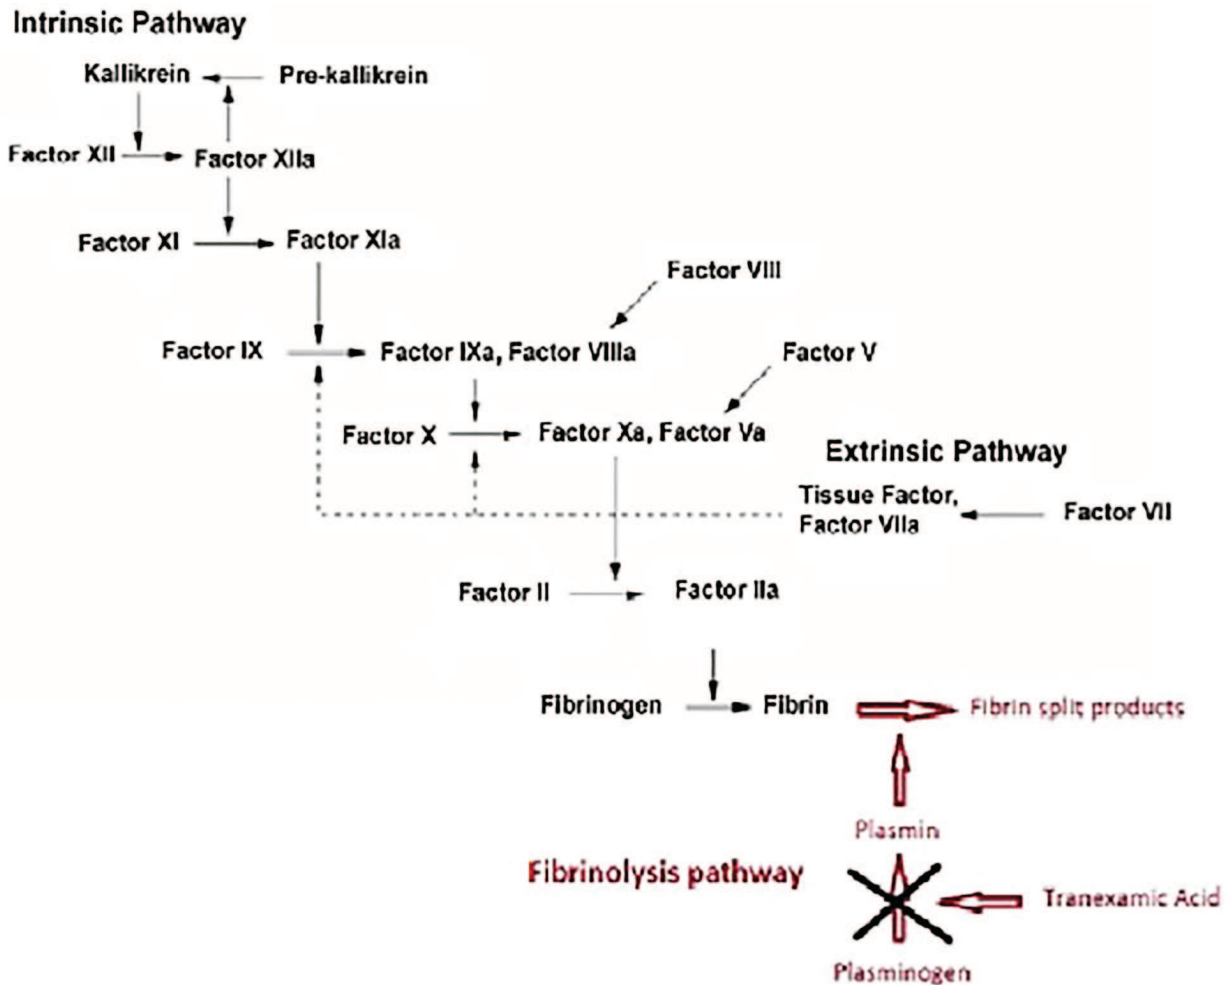 Intrinsic Pathway
Kallikrein
Pre-kallikrein
Factor XII
Factor XIIa
Factor XI
Factor XIa
Factor VIII
Factor IX
Factor IXa, Factor VIIIa
Factor V
Factor X
Factor Xa, Factor Va
Extrinsic Pathway
Tissue Factor,
Factor VIIa
Factor VII
Factor II
Factor IIa
Fibrinogen
Fibrin
Fibrin split products
Plasmin
Fibrinolysis pathway
Tranexamic Acid
Plasminogen